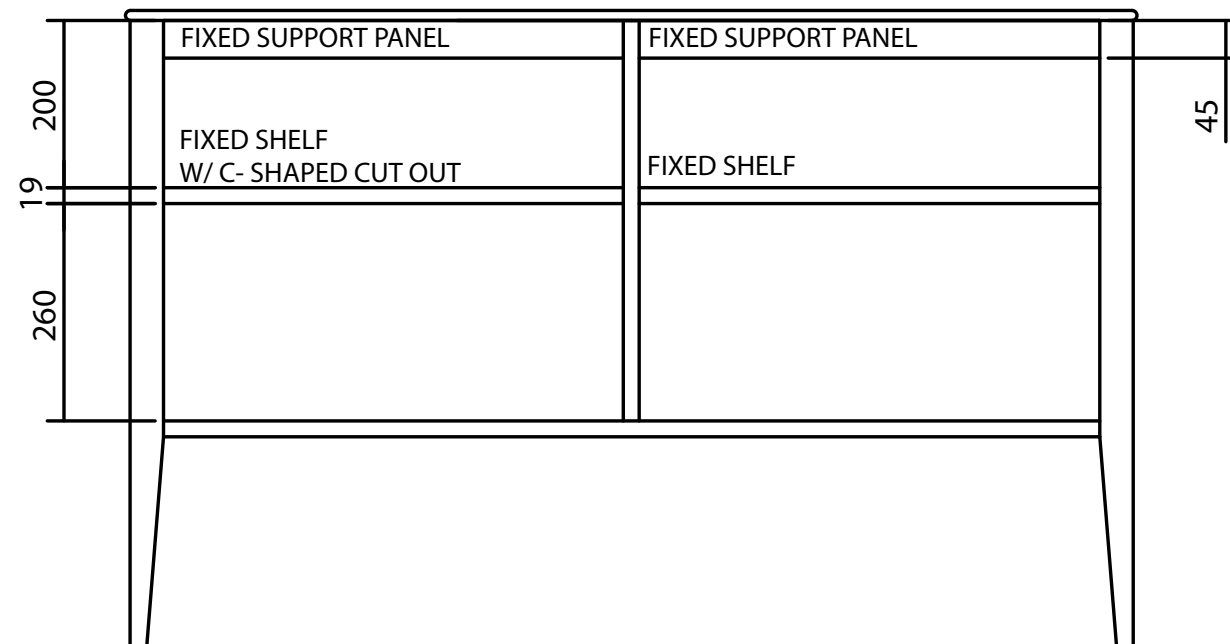 FIXED SUPPORT PANEL
FIXED SUPPORT PANEL
200
45
FIXED SHELF
W/ C- SHAPED CUT OUT
FIXED SHELF
19
260